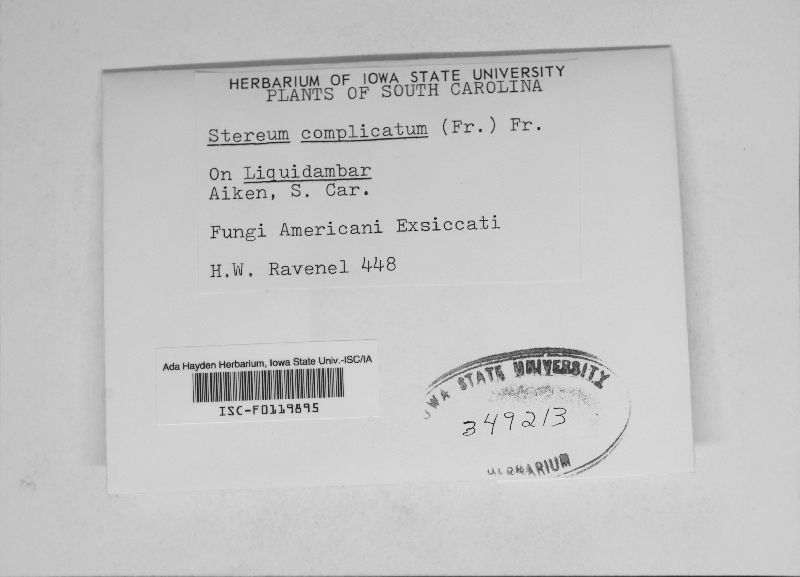 HERBARIUM OF IOWA STATE UNIVERSITY
PLANTS OF SOUTH CAROLINA
Stereum complicatum (Fr.) Fr.
On Liquidambar
Aiken, S. Car.
Fungi Americani Exsiccati
H.W. Ravenel 448
Ada Hayden Herbarium, Iowa State Univ.-ISC/IA
ISC-F0119895
IOWA STATE UNIVERSITY
349213
HERBARIUM